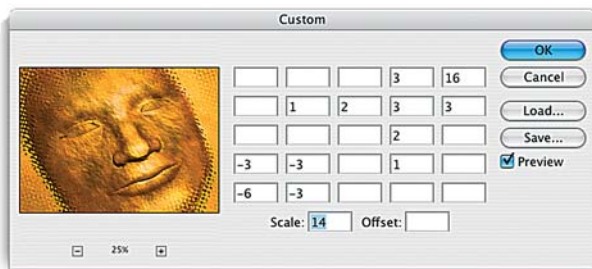 Custom
3 16 OK
1 2 3 3 Cancel
2 Load...
-3 -3 1 Save...
-6 -3 Preview
Scale: 14 Offset:
25%